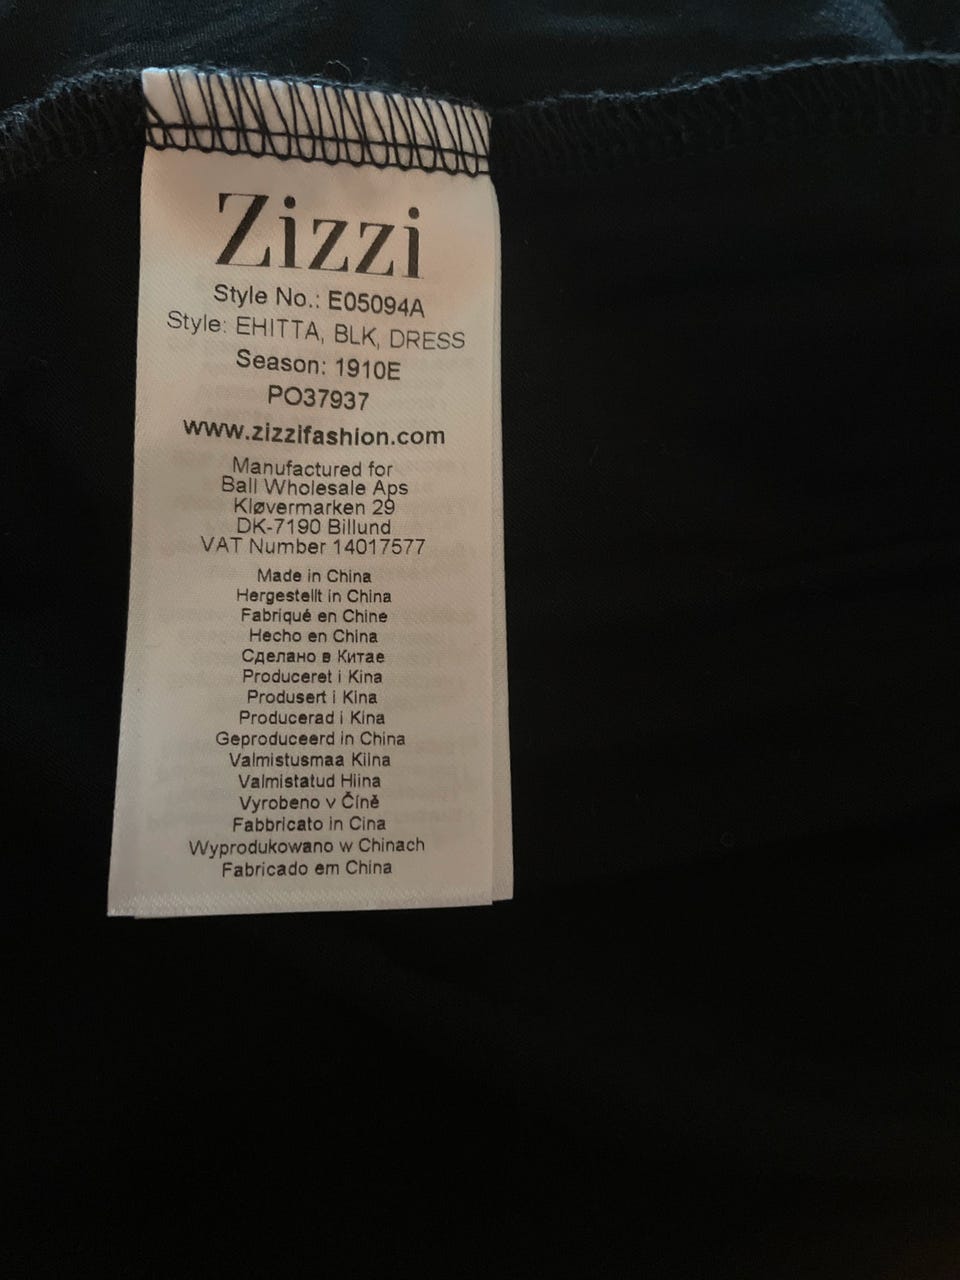 Zizzi
Style No.: E05094A
Style: EHITTA, BLK, DRESS
Season: 1910E
PO37937
www.zizzifashion.com
Manufactured for
Ball Wholesale Aps
Kløvermarken 29
DK-7190 Billund
VAT Number 14017577
Made in China
Hergestellt in China
Fabriqué en Chine
Hecho en China
Сделано в Китае
Produceret i Kina
Produsert i Kina
Producerad i Kina
Geproduceerd in China
Valmistusmaa Kiina
Valmistatud Hiina
Vyrobeno v Číně
Fabbricato in Cina
Wyprodukowano w Chinach
Fabricado em China